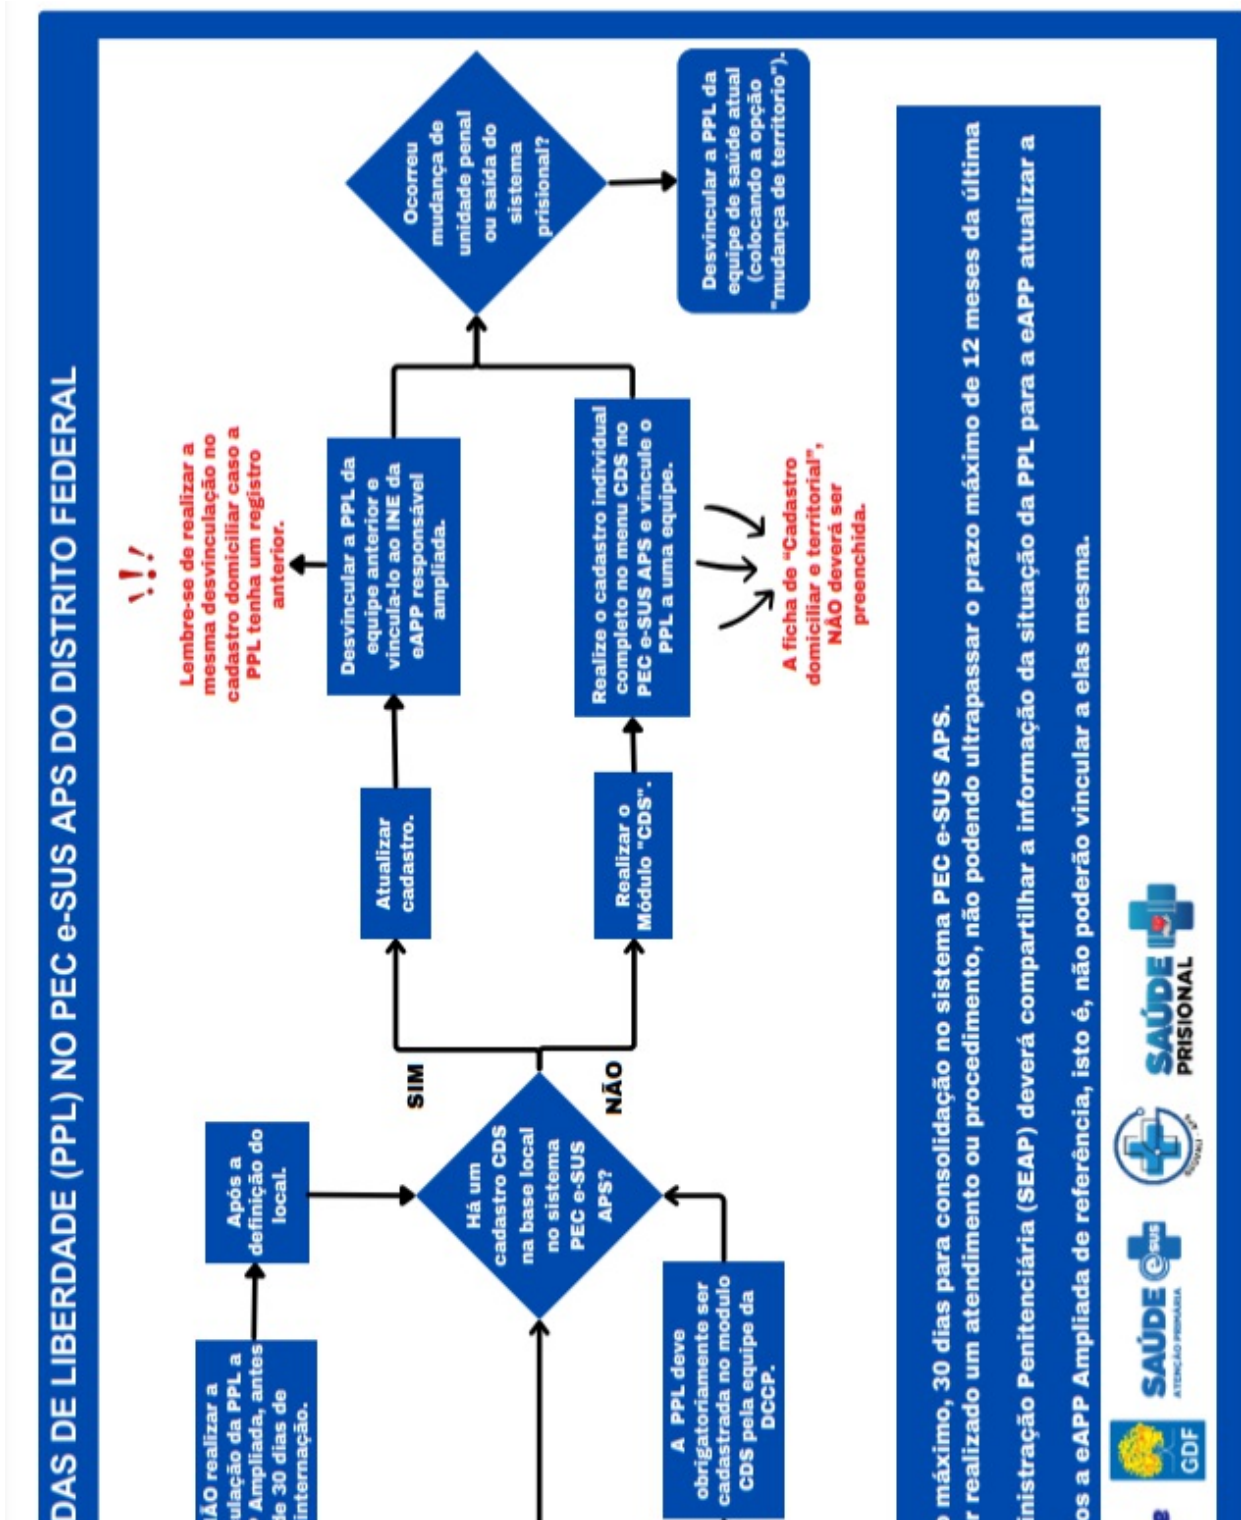 DAS DE LIBERDADE (PPL) NO PEC e-SUS APS DO DISTRITO FEDERAL
NÃO realizar a
ulação da PPL a
Ampliada, antes
de 30 dias de
internação.
Após a
definição do
local.
A PPL deve
obrigatoriamente ser
cadastrada no modulo
CDS pela equipe da
DCCP.
Há um
cadastro CDS
na base local
no sistema
PEC e-SUS
APS?
SIM
NÃO
Atualizar
cadastro.
Realizar o
Módulo "CDS".
Lembre-se de realizar a
mesma desvinculação no
cadastro domiciliar caso a
PPL tenha um registro
anterior.
Desvincular a PPL da
equipe anterior e
vincula-lo ao INE da
eAPP responsável
ampliada.
Realize o cadastro individual
completo no menu CDS no
PEC e-SUS APS e vincule o
PPL a uma equipe.
A ficha de "Cadastro
domiciliar e territorial",
NÃO deverá ser
preenchida.
Ocorreu
mudança de
unidade penal
ou saída do
sistema
prisional?
Desvincular a PPL da
equipe de saúde atual
(colocando a opção
"mudança de territorio").
o máximo, 30 dias para consolidação no sistema PEC e-SUS APS.
r realizado um atendimento ou procedimento, não podendo ultrapassar o prazo máximo de 12 meses da última
nistração Penitenciária (SEAP) deverá compartilhar a informação da situação da PPL para a eAPP atualizar a
os a eAPP Ampliada de referência, isto é, não poderão vincular a elas mesma.
GDF
SAÚDE e-SUS
ATENÇÃO PRIMÁRIA
SAÚDE
PRISIONAL